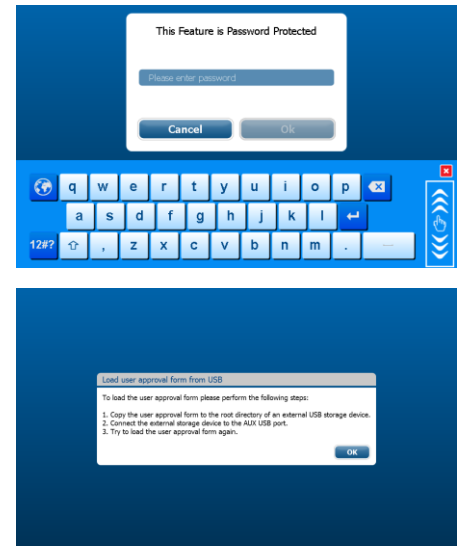 This Feature is Password Protected
Please enter password
Cancel Ok
q w e r t y u i o p
a s d f g h j k l
12#? , z x c v b n m .
Load user approval form from USB
To load the user approval form please perform the following steps:
1. Copy the user approval form to the root directory of an external USB storage device.
2. Connect the external storage device to the AUX USB port.
3. Try to load the user approval form again.
OK